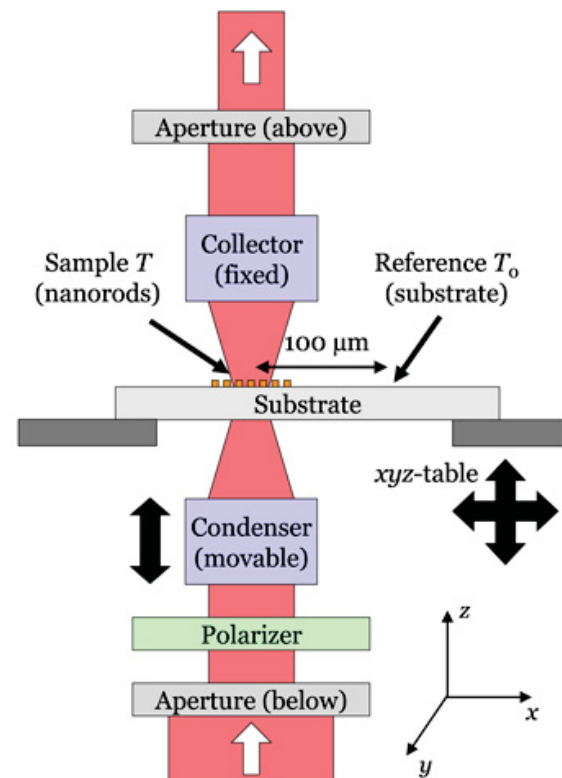 Aperture (above)
Collector
(fixed)
Sample T
(nanorods)
Reference T₀
(substrate)
100 µm
Substrate
xyz-table
Condenser
(movable)
Polarizer
Aperture (below)
z
x
y